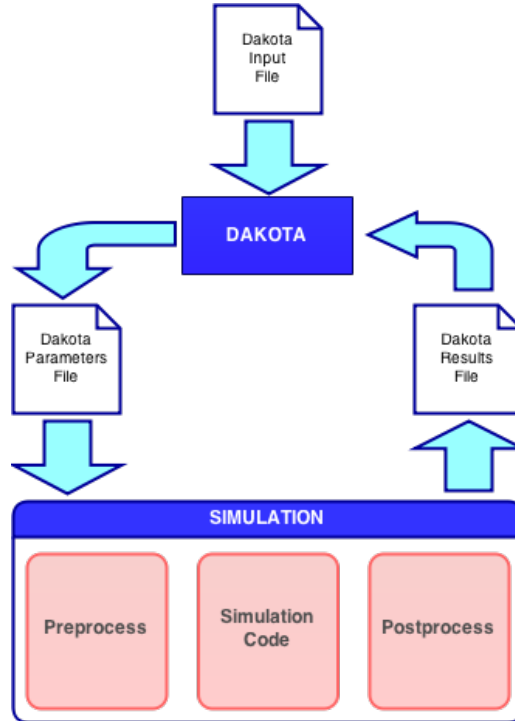 Dakota
Input
File
DAKOTA
Dakota
Parameters
File
Dakota
Results
File
SIMULATION
Preprocess
Simulation
Code
Postprocess